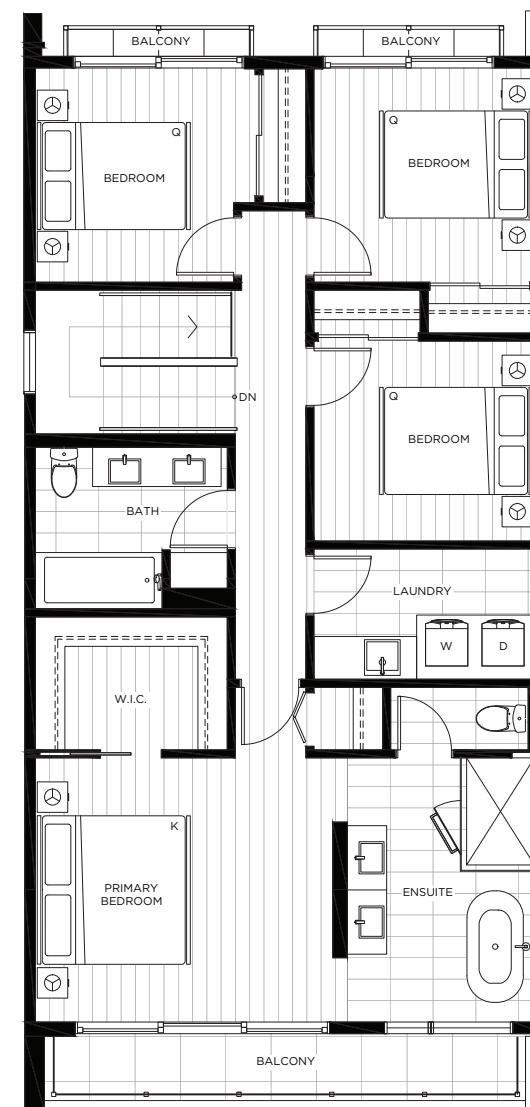 BALCONY
BALCONY
Q
BEDROOM
Q
BEDROOM
DN
Q
BEDROOM
BATH
LAUNDRY
W
D
W.I.C.
K
PRIMARY
BEDROOM
ENSUITE
BALCONY